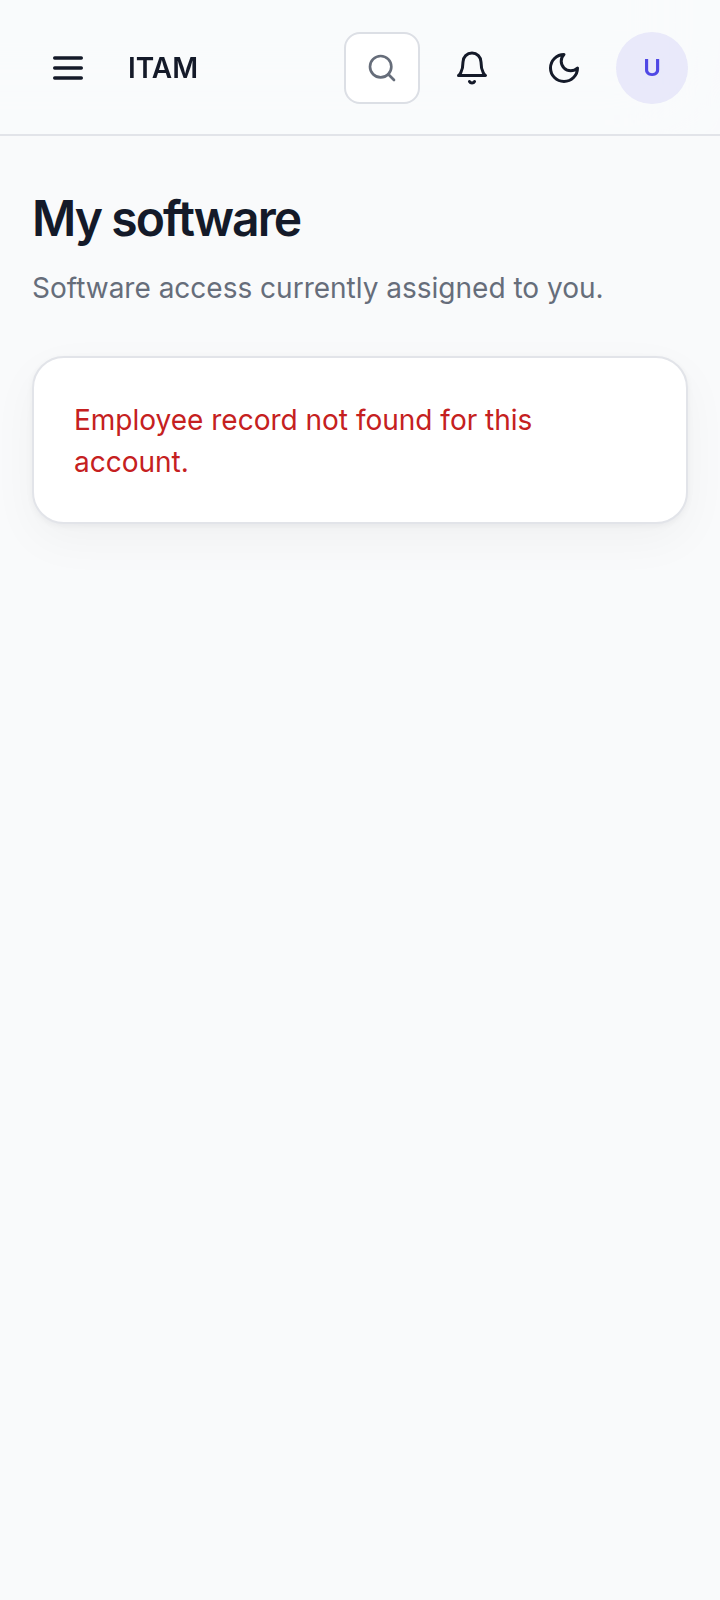 ITAM
U
My software
Software access currently assigned to you.
Employee record not found for this
account.